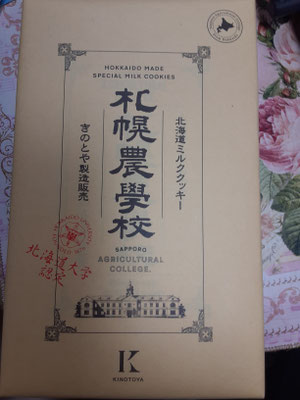 HOKKAIDO MADE
SPECIAL MILK COOKIES
札幌農學校
北海道ミルククッキー
きのとや製造販売
SAPPORO
AGRICULTURAL
COLLEGE.
北海道大学
認定
K
KINOTOYA